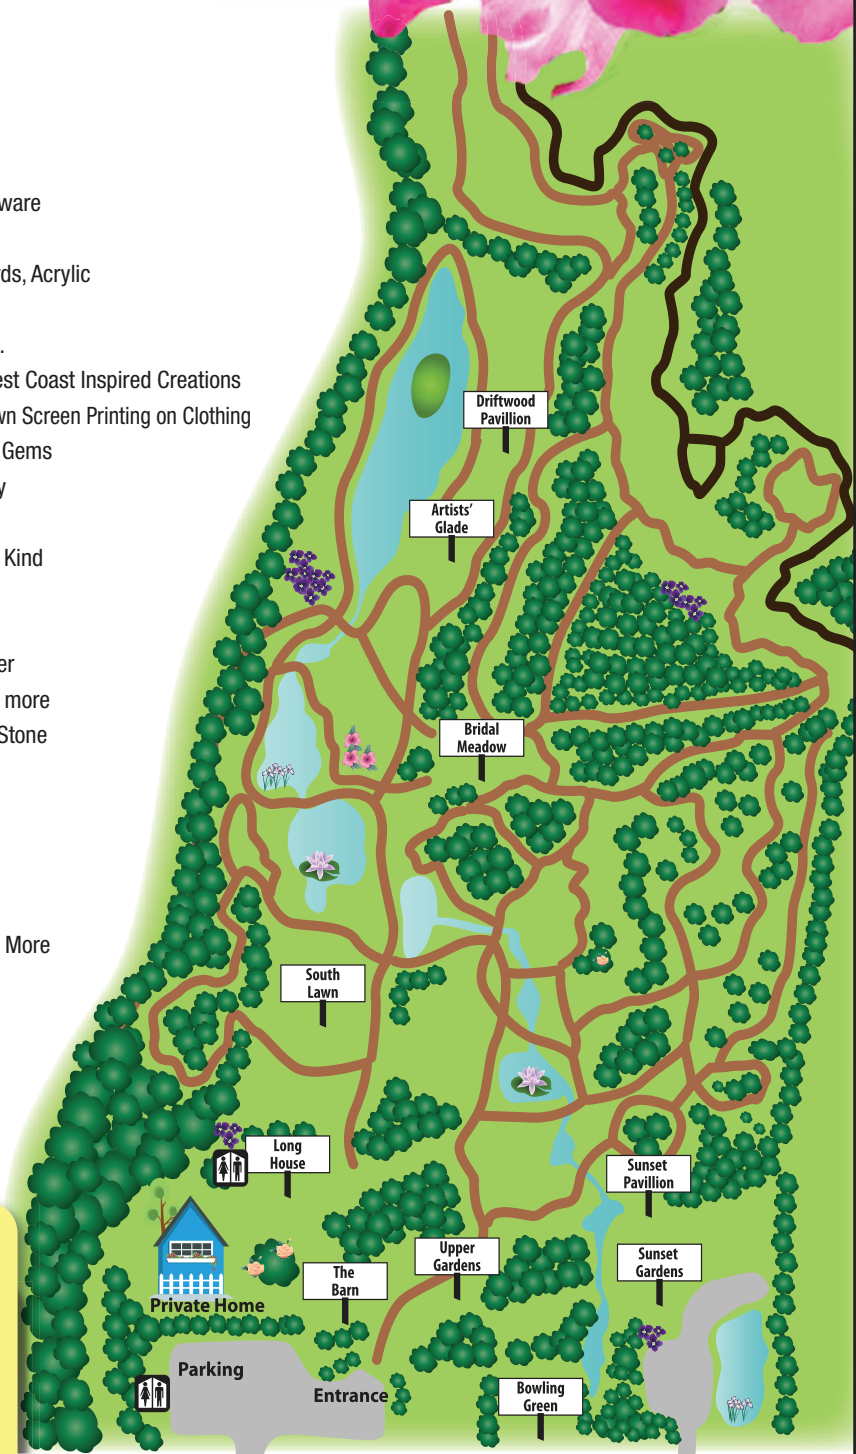 ware
rds, Acrylic
.
est Coast Inspired Creations
wn Screen Printing on Clothing
Gems
y
Kind
er
more
Stone
More
Driftwood
Pavillion
Artists'
Glade
Bridal
Meadow
South
Lawn
Long
House
Sunset
Pavillion
Upper
Gardens
Sunset
Gardens
The
Barn
Private Home
Parking
Entrance
Bowling
Green